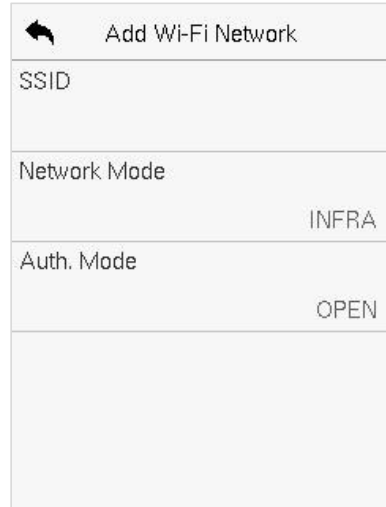 Add Wi-Fi Network
SSID
Network Mode
INFRA
Auth. Mode
OPEN